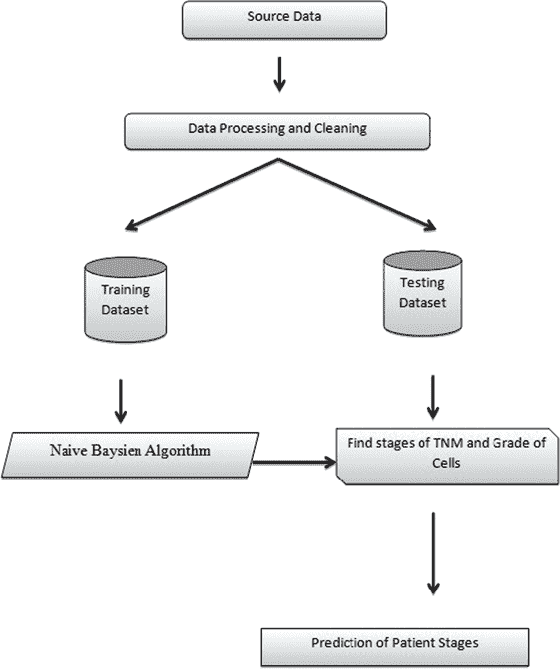 Source Data
Data Processing and Cleaning
Training
Dataset
Testing
Dataset
Naive Baysien Algorithm
Find stages of TNM and Grade of
Cells
Prediction of Patient Stages